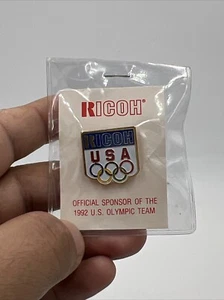 RICOH®
RICOH
USA
OFFICIAL SPONSOR OF THE
1992 U.S. OLYMPIC TEAM